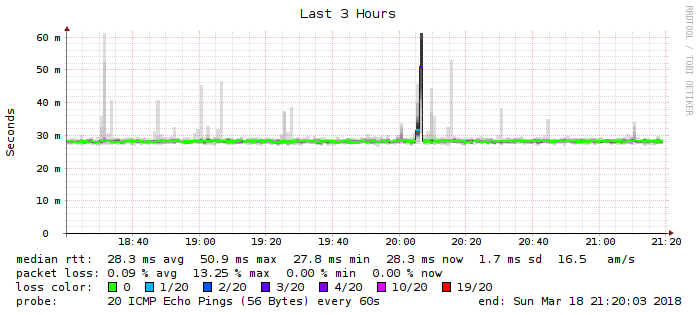 Last 3 Hours
RRDTOOL / TOBI OETIKER
Seconds
60 m
50 m
40 m
30 m
20 m
10 m
0
18:40 19:00 19:20 19:40 20:00 20:20 20:40 21:00 21:20
median rtt: 28.3 ms avg 50.9 ms max 27.8 ms min 28.3 ms now 1.7 ms sd 16.5 am/s
packet loss: 0.09 % avg 13.25 % max 0.00 % min 0.00 % now
loss color: 0 1/20 2/20 3/20 4/20 10/20 19/20
probe: 20 ICMP Echo Pings (56 Bytes) every 60s end: Sun Mar 18 21:20:03 2018